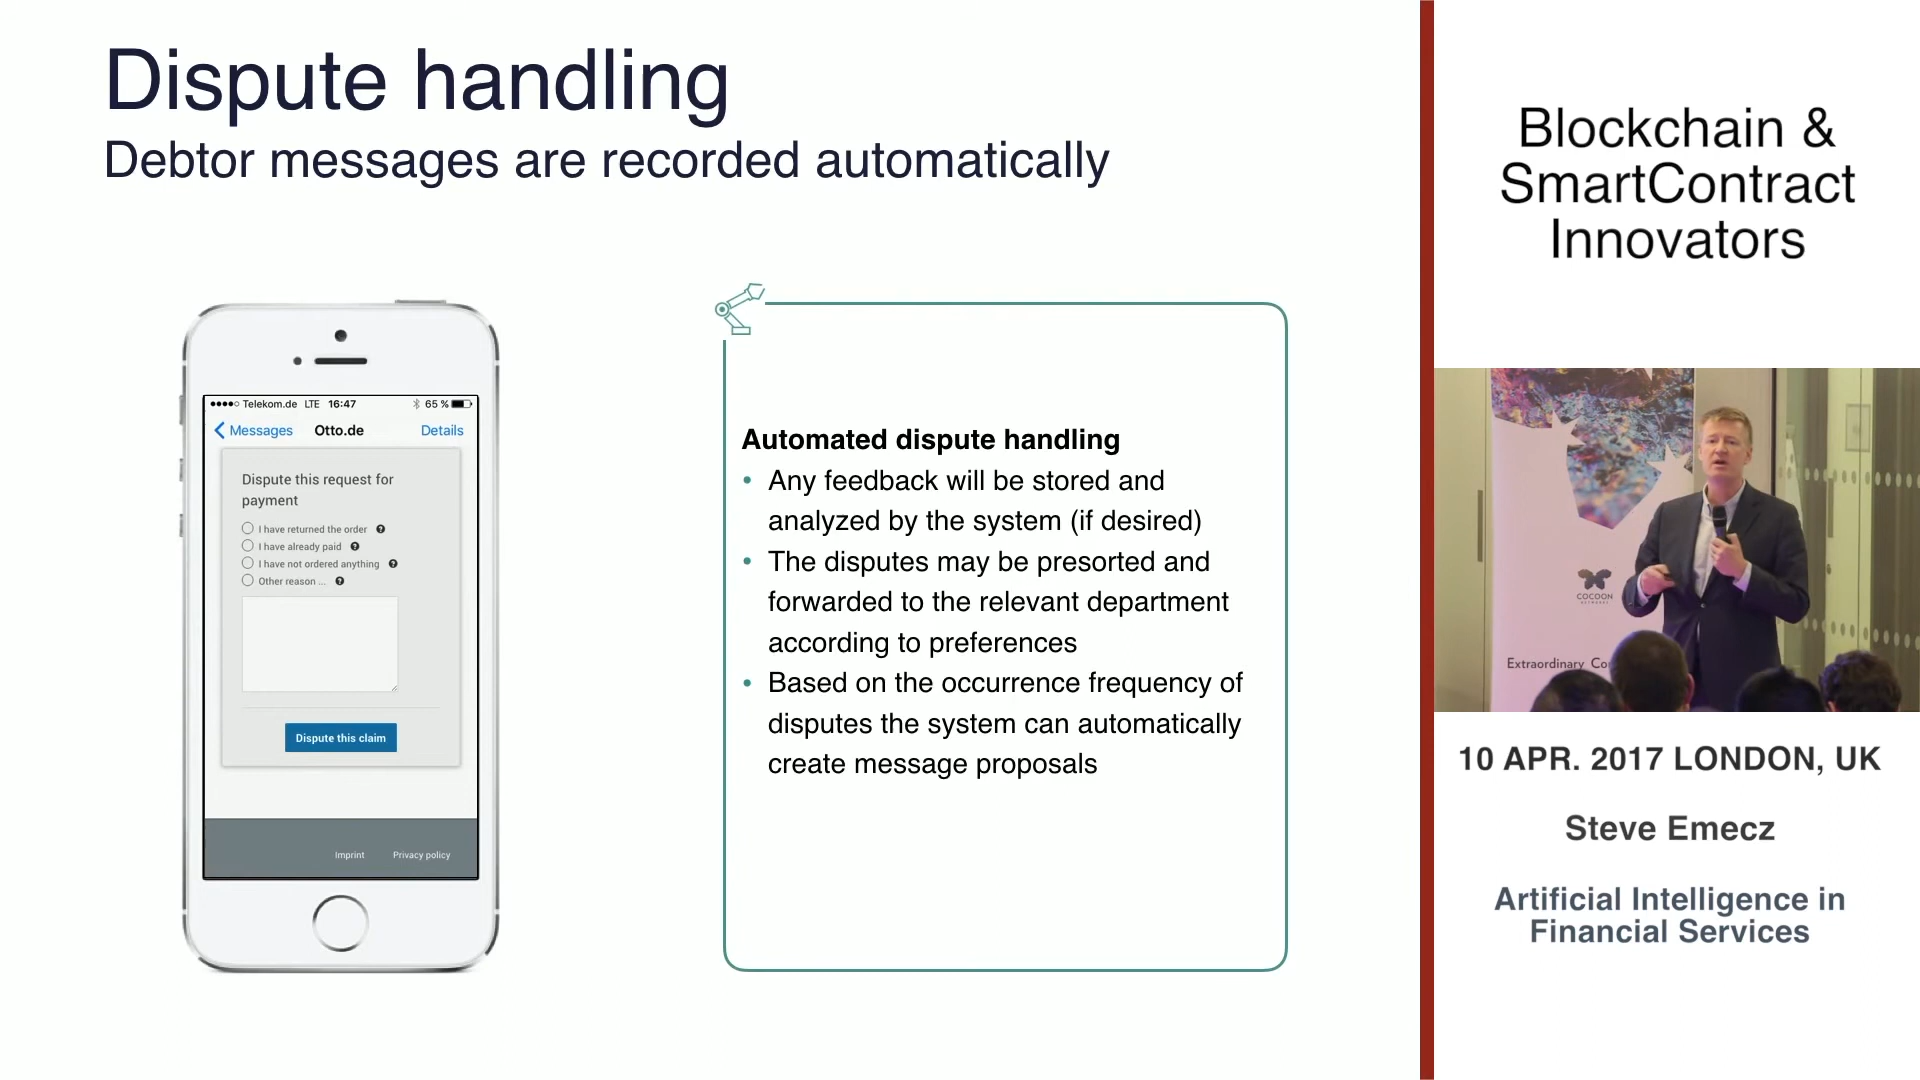 Dispute handling
Debtor messages are recorded automatically
Telekom.de LTE 16:47 65 %
Messages Otto.de Details
Dispute this request for
payment
I have returned the order
I have already paid
I have not ordered anything
Other reason ...
Dispute this claim
Imprint Privacy policy
Automated dispute handling
• Any feedback will be stored and
analyzed by the system (if desired)
• The disputes may be presorted and
forwarded to the relevant department
according to preferences
• Based on the occurrence frequency of
disputes the system can automatically
create message proposals
Blockchain &
SmartContract
Innovators
COCOON
NETWORKS
Extraordinary
10 APR. 2017 LONDON, UK
Steve Emecz
Artificial Intelligence in
Financial Services